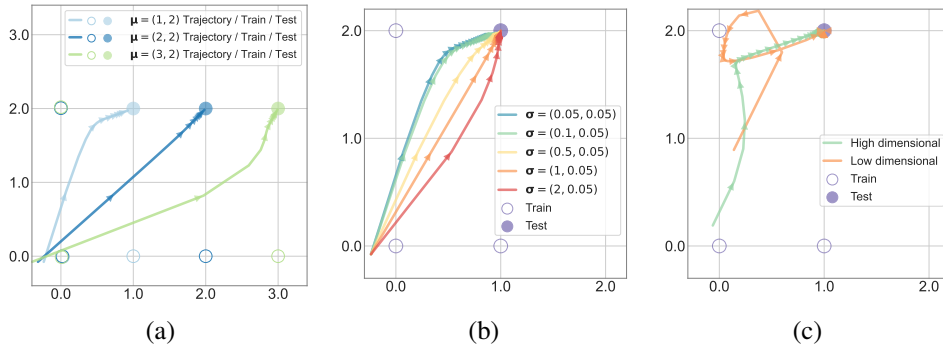 3.0
2.0
1.0
0.0
0.0
1.0
2.0
3.0
μ = (1, 2) Trajectory / Train / Test
μ = (2, 2) Trajectory / Train / Test
μ = (3, 2) Trajectory / Train / Test
(a)
2.0
1.0
0.0
0.0
1.0
2.0
σ = (0.05, 0.05)
σ = (0.1, 0.05)
σ = (0.5, 0.05)
σ = (1, 0.05)
σ = (2, 0.05)
Train
Test
(b)
2.0
1.0
0.0
0.0
1.0
2.0
High dimensional
Low dimensional
Train
Test
(c)